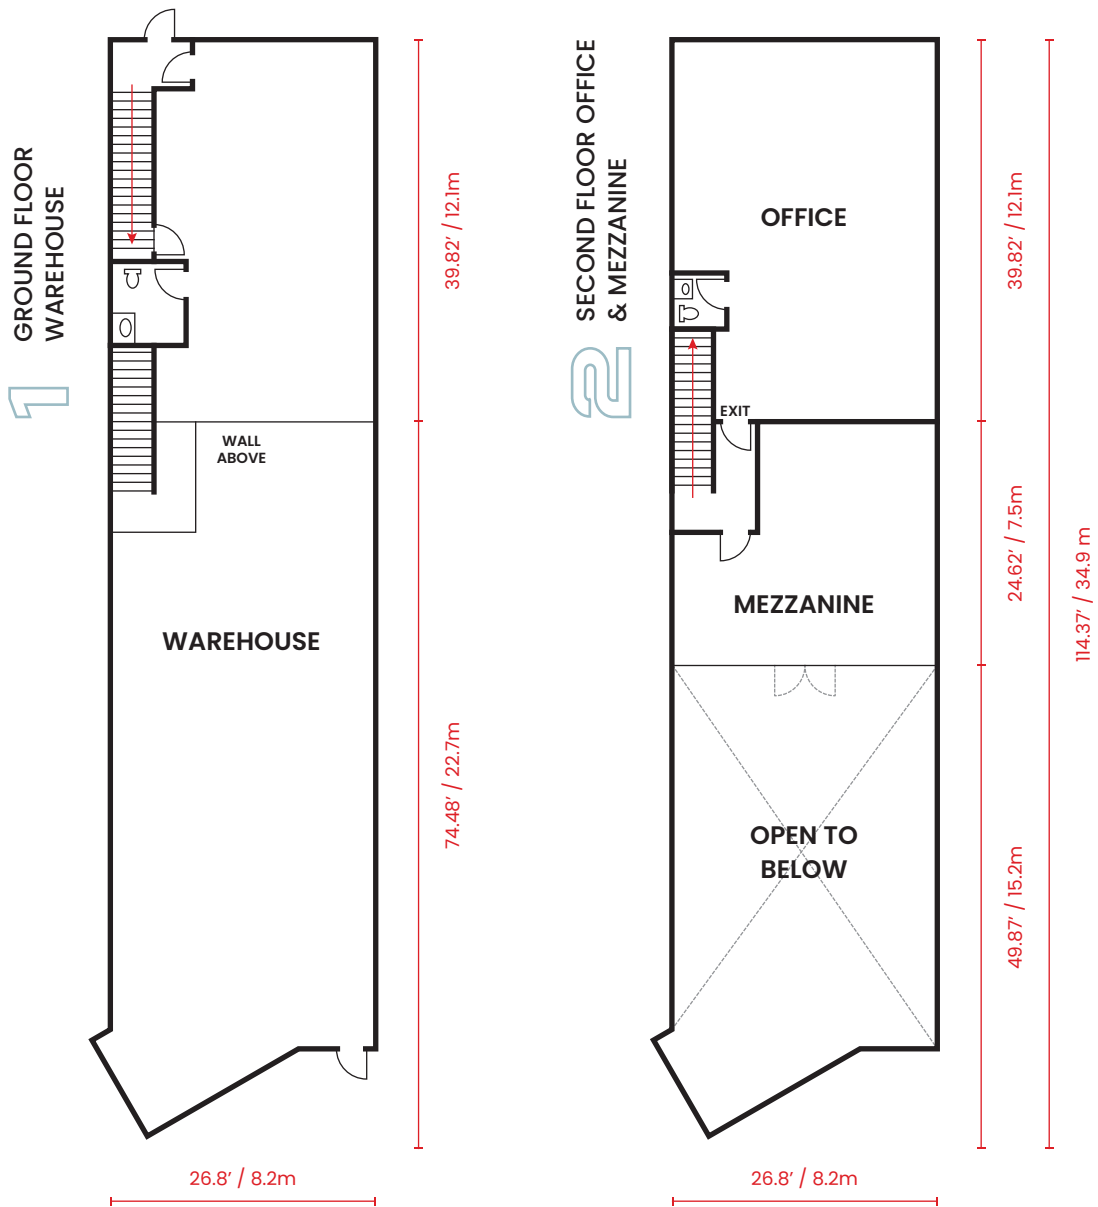 1
GROUND FLOOR
WAREHOUSE
WALL
ABOVE
WAREHOUSE
39.82’ / 12.1m
74.48’ / 22.7m
26.8’ / 8.2m
2
SECOND FLOOR OFFICE
& MEZZANINE
OFFICE
EXIT
MEZZANINE
OPEN TO
BELOW
39.82’ / 12.1m
24.62’ / 7.5m
49.87’ / 15.2m
114.37’ / 34.9 m
26.8’ / 8.2m